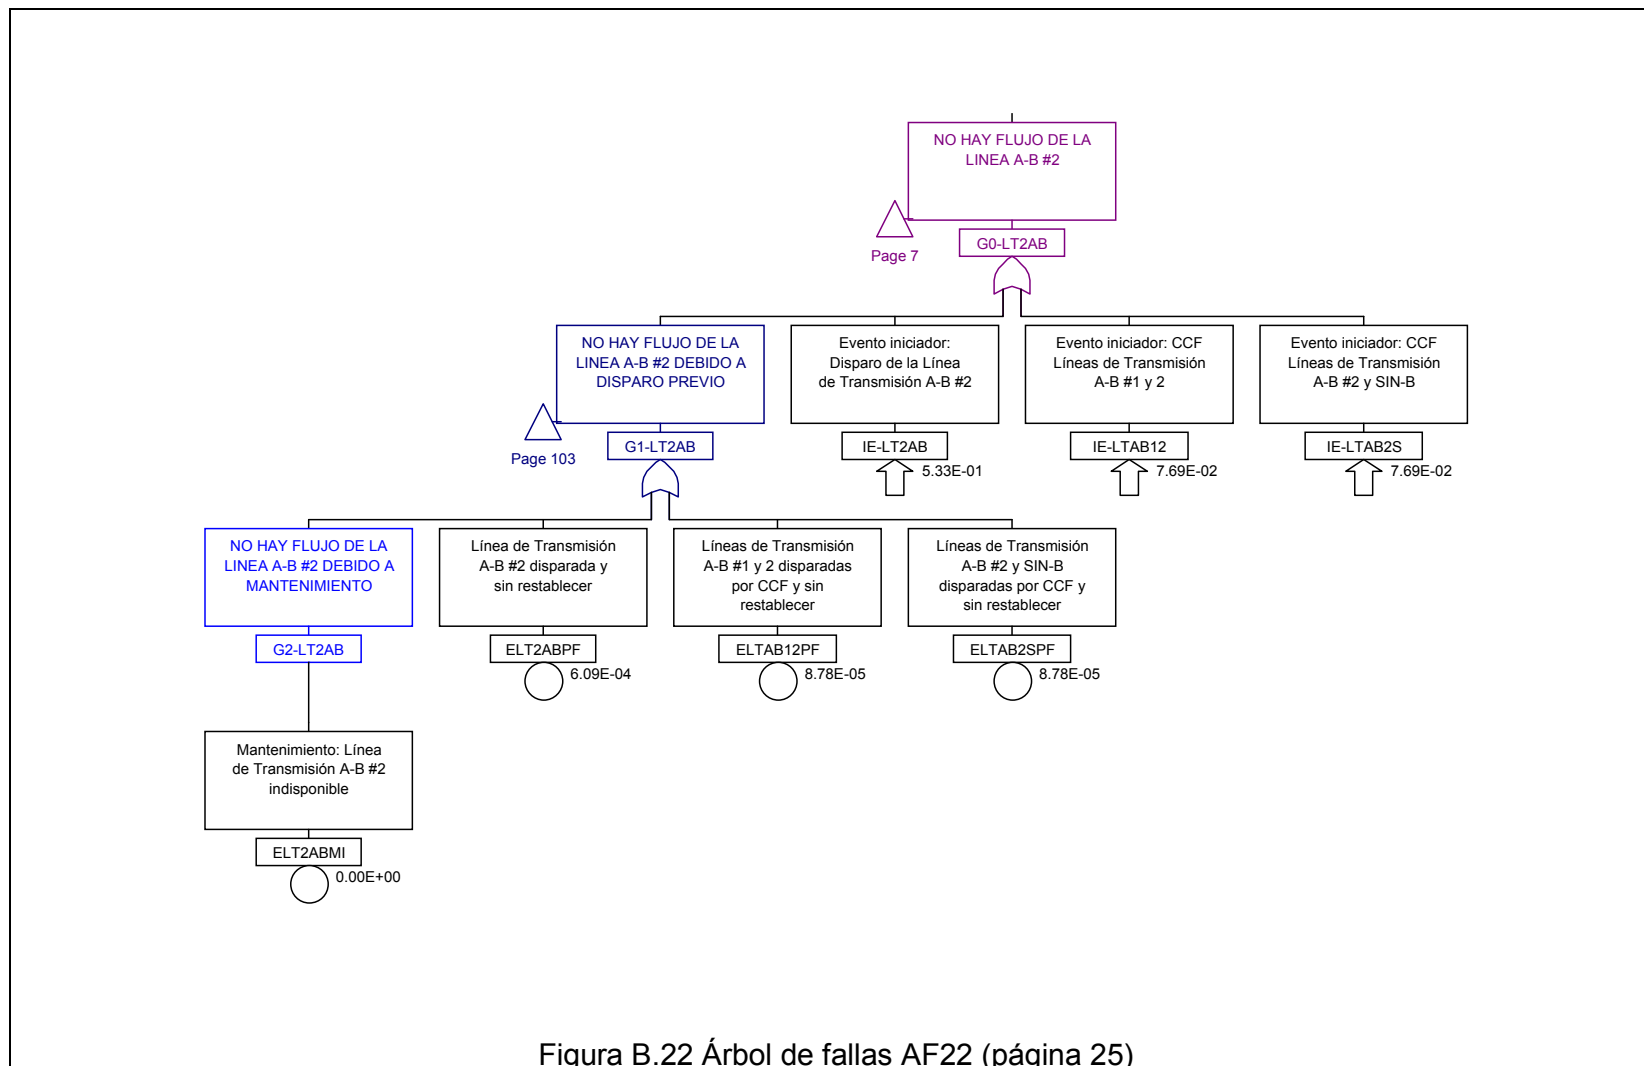 NO HAY FLUJO DE LA
LINEA A-B #2
Page 7
G0-LT2AB
NO HAY FLUJO DE LA
LINEA A-B #2 DEBIDO A
DISPARO PREVIO
Page 103
G1-LT2AB
Evento iniciador:
Disparo de la Línea
de Transmisión A-B #2
IE-LT2AB
5.33E-01
Evento iniciador: CCF
Líneas de Transmisión
A-B #1 y 2
IE-LTAB12
7.69E-02
Evento iniciador: CCF
Líneas de Transmisión
A-B #2 y SIN-B
IE-LTAB2S
7.69E-02
NO HAY FLUJO DE LA
LINEA A-B #2 DEBIDO A
MANTENIMIENTO
G2-LT2AB
Línea de Transmisión
A-B #2 disparada y
sin restablecer
ELT2ABPF
6.09E-04
Líneas de Transmisión
A-B #1 y 2 disparadas
por CCF y sin
restablecer
ELTAB12PF
8.78E-05
Líneas de Transmisión
A-B #2 y SIN-B
disparadas por CCF y
sin restablecer
ELTAB2SPF
8.78E-05
Mantenimiento: Línea
de Transmisión A-B #2
indisponible
ELT2ABMI
0.00E+00
Figura B.22 Árbol de fallas AF22 (página 25)